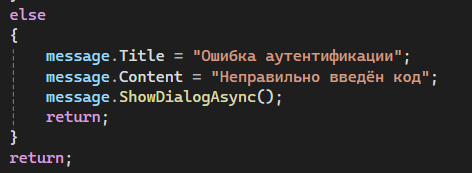 else
{
message.Title = "Ошибка аутентификации";
message.Content = "Неправильно введён код";
message.ShowDialogAsync();
return;
}
return;